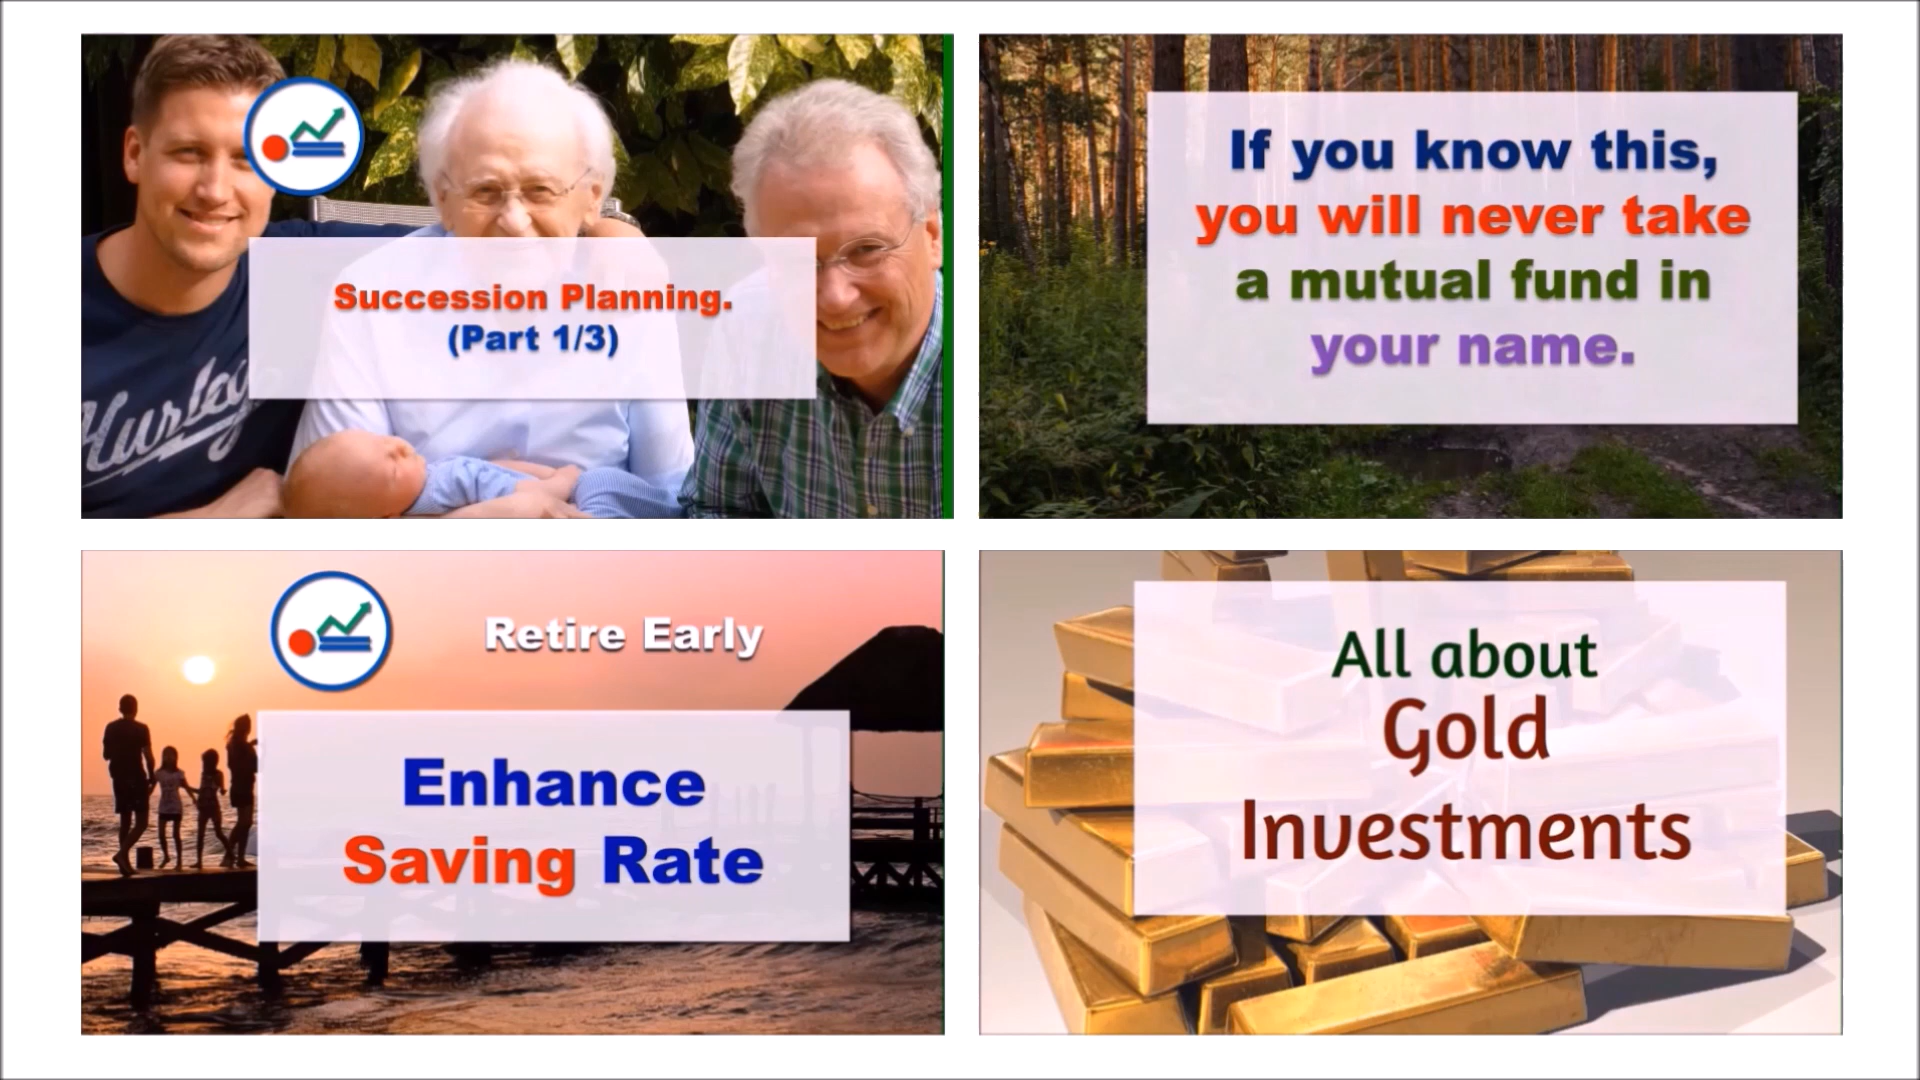 Hurley
Succession Planning.
(Part 1/3)
If you know this,
you will never take
a mutual fund in
your name.
Retire Early
Enhance
Saving Rate
All about
Gold
Investments